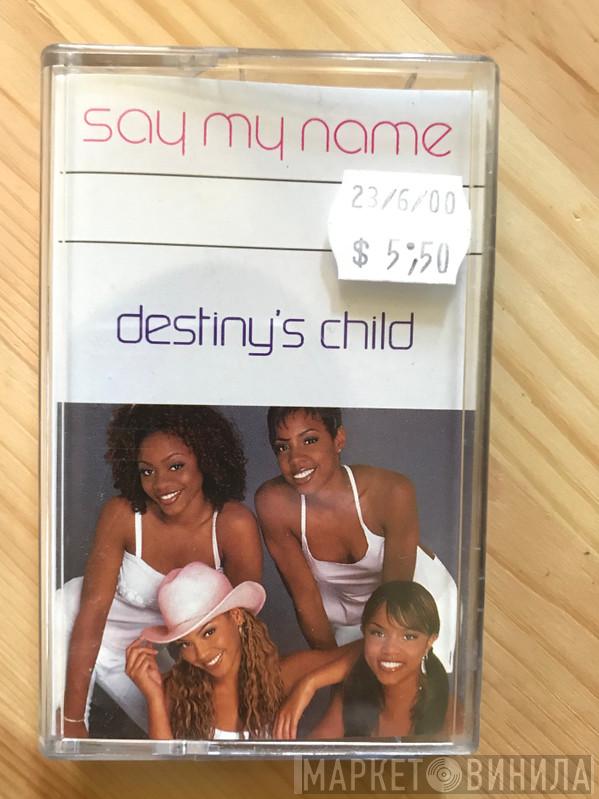 say my name
23/6/00
$ 5.50
destiny's child
МАРКЕТ ВИНИЛА